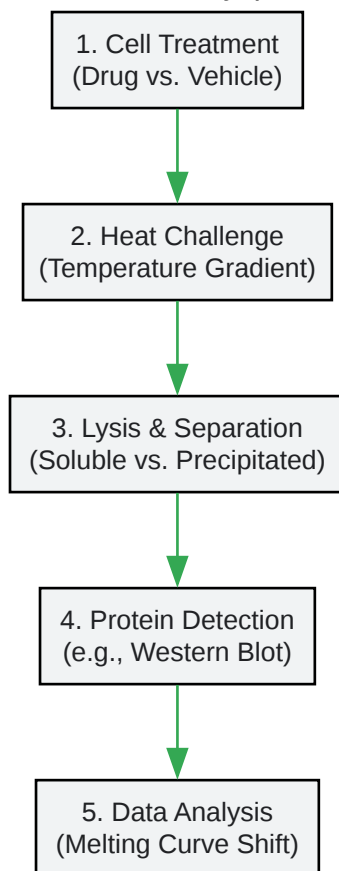 1. Cell Treatment
(Drug vs. Vehicle)
2. Heat Challenge
(Temperature Gradient)
3. Lysis & Separation
(Soluble vs. Precipitated)
4. Protein Detection
(e.g., Western Blot)
5. Data Analysis
(Melting Curve Shift)